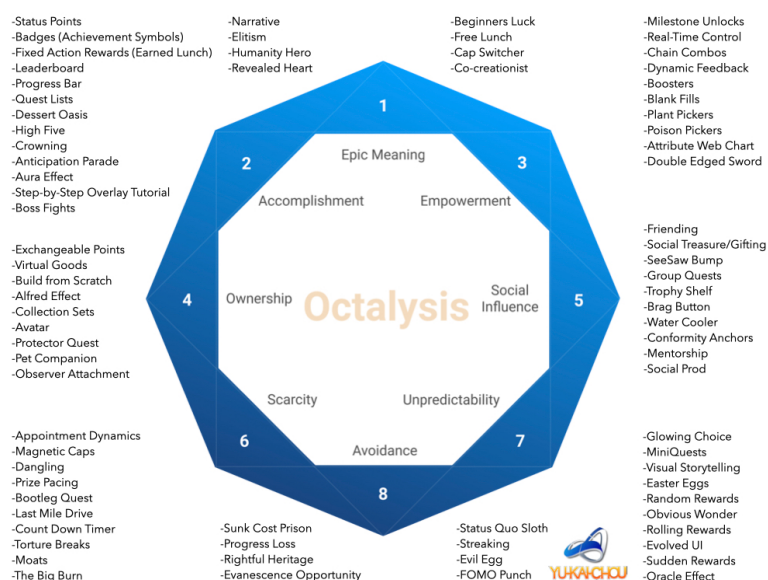 -Status Points
-Badges (Achievement Symbols)
-Fixed Action Rewards (Earned Lunch)
-Leaderboard
-Progress Bar
-Quest Lists
-Dessert Oasis
-High Five
-Crowning
-Anticipation Parade
-Aura Effect
-Step-by-Step Overlay Tutorial
-Boss Fights
-Narrative
-Elitism
-Humanity Hero
-Revealed Heart
-Beginners Luck
-Free Lunch
-Cap Switcher
-Co-creationist
-Milestone Unlocks
-Real-Time Control
-Chain Combos
-Dynamic Feedback
-Boosters
-Blank Fills
-Plant Pickers
-Poison Pickers
-Attribute Web Chart
-Double Edged Sword
1
Epic Meaning
2
Accomplishment
3
Empowerment
-Exchangeable Points
-Virtual Goods
-Build from Scratch
-Alfred Effect
-Collection Sets
-Avatar
-Protector Quest
-Pet Companion
-Observer Attachment
4
Ownership
Octalysis
Social
Influence
5
-Friending
-Social Treasure/Gifting
-SeeSaw Bump
-Group Quests
-Trophy Shelf
-Brag Button
-Water Cooler
-Conformity Anchors
-Mentorship
-Social Prod
Scarcity
6
Unpredictability
7
Avoidance
8
-Appointment Dynamics
-Magnetic Caps
-Dangling
-Prize Pacing
-Bootleg Quest
-Last Mile Drive
-Count Down Timer
-Torture Breaks
-Moats
-The Big Burn
-Sunk Cost Prison
-Progress Loss
-Rightful Heritage
-Evanescence Opportunity
-Status Quo Sloth
-Streaking
-Evil Egg
-FOMO Punch
YU-KAI CHOU
-Glowing Choice
-MiniQuests
-Visual Storytelling
-Easter Eggs
-Random Rewards
-Obvious Wonder
-Rolling Rewards
-Evolved UI
-Sudden Rewards
-Oracle Effect